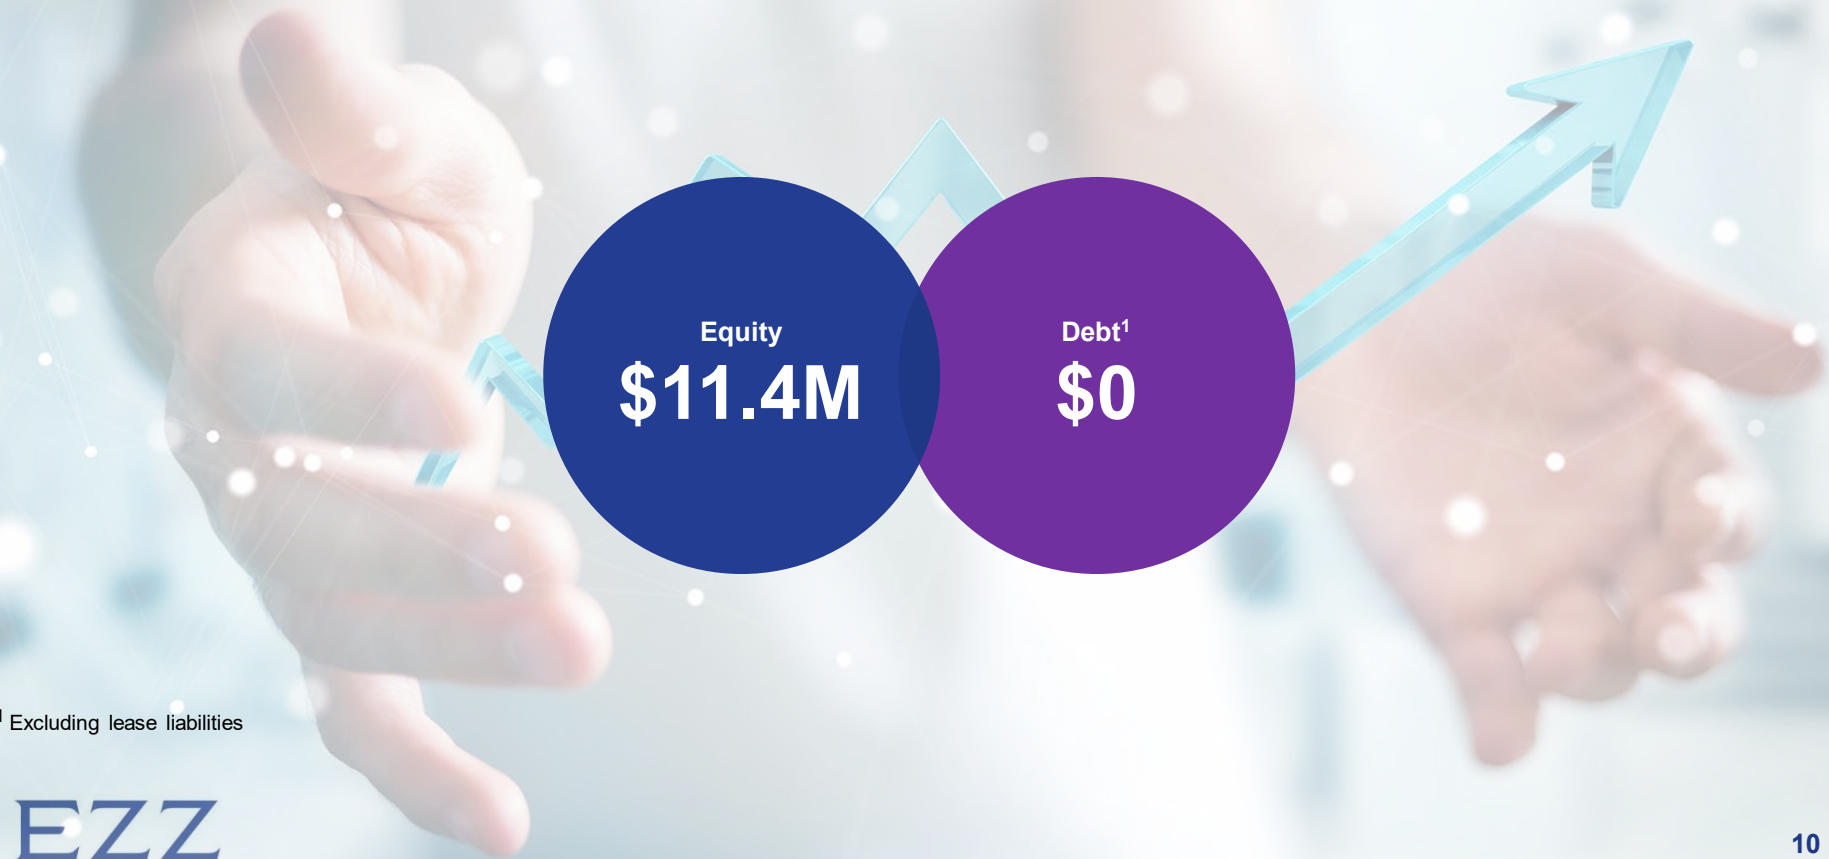 Equity
$11.4M
Debt¹
$0
¹ Excluding lease liabilities
EZZ
10